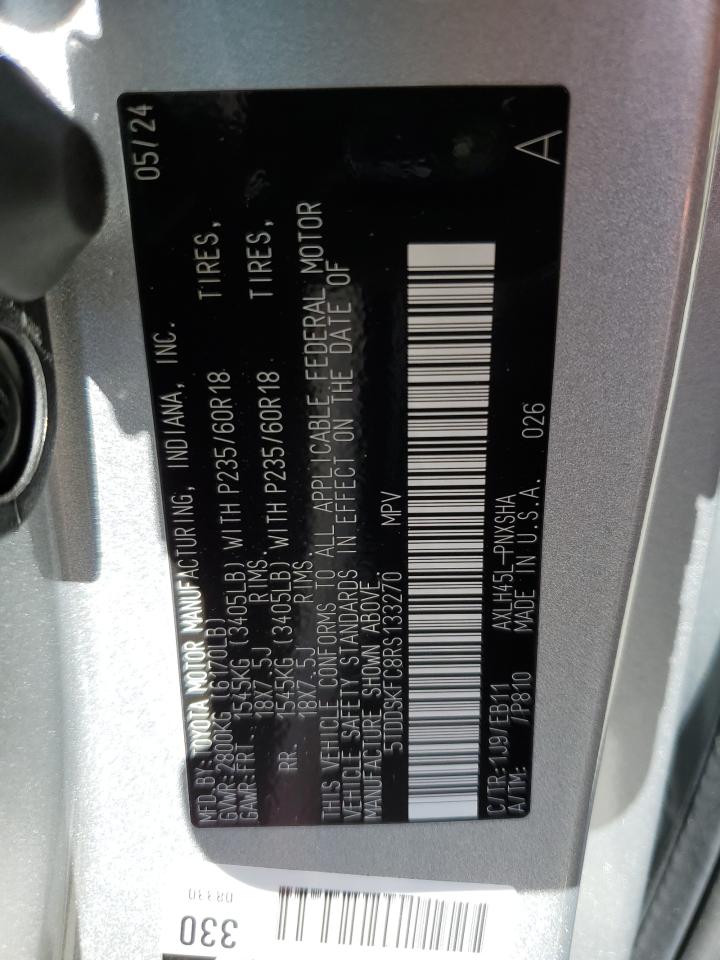 MFD.BY:TOYOTA MOTOR MANUFACTURING, INDIANA, INC. 05/24
GVWR:2800KG (6170LB)
GAWR:FRT. 1545KG (3405LB) WITH P235/60R18 TIRES,
18X7.5J RIMS.
RR. 1545KG (3405LB) WITH P235/60R18 TIRES,
18X7.5J RIMS.
THIS VEHICLE CONFORMS TO ALL APPLICABLE FEDERAL MOTOR
VEHICLE SAFETY STANDARDS IN EFFECT ON THE DATE OF
MANUFACTURE SHOWN ABOVE.
5TDDSKFC8RS133270 MPV
C/TR:1J9/EB11 AXLH45L-PNXSHA 026 A
A/TM: /P810 MADE IN U.S.A.
330
08330